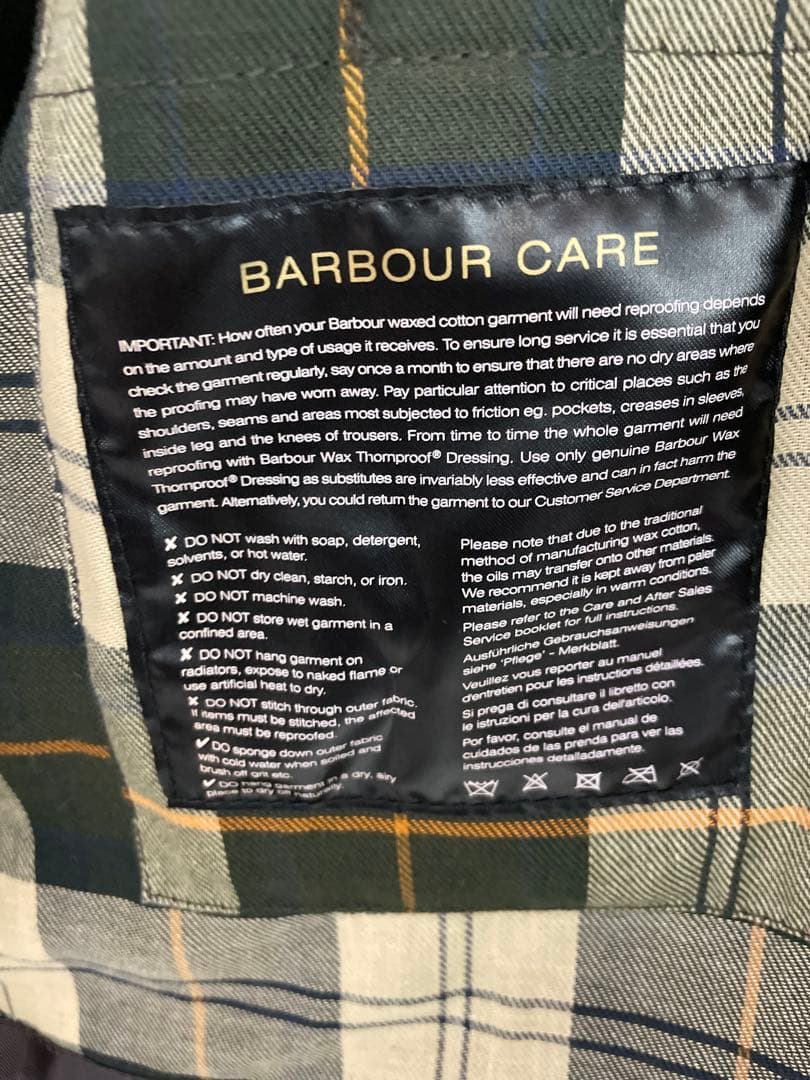 BARBOUR CARE
IMPORTANT: How often your Barbour waxed cotton garment will need reproofing depends
on the amount and type of usage it receives. To ensure long service it is essential that you
check the garment regularly, say once a month to ensure that there are no dry areas where
the proofing may have worn away. Pay particular attention to critical places such as the
shoulders, seams and areas most subjected to friction eg. pockets, creases in sleeves,
inside leg and the knees of trousers. From time to time the whole garment will need
reproofing with Barbour Wax Thornproof® Dressing. Use only genuine Barbour Wax
Thornproof® Dressing as substitutes are invariably less effective and can in fact harm the
garment. Alternatively, you could return the garment to our Customer Service Department.
✗ DO NOT wash with soap, detergent,
solvents, or hot water.
✗ DO NOT dry clean, starch, or iron.
✗ DO NOT machine wash.
✗ DO NOT store wet garment in a
confined area.
✗ DO NOT hang garment on
radiators, expose to naked flame or
use artificial heat to dry.
✗ DO NOT stitch through outer fabric.
If items must be stitched, the affected
area must be reproofed.
✓ DO sponge down outer fabric
with cold water when soiled and
brush off grit etc.
✓ DO hang garment in a dry, airy
place to dry off naturally.
Please note that due to the traditional
method of manufacturing wax cotton,
the oils may transfer onto other materials.
We recommend it is kept away from paler
materials, especially in warm conditions.
Please refer to the Care and After Sales
Service booklet for full instructions.
Ausführliche Gebrauchsanweisungen
siehe 'Pflege' - Merkblatt.
Veuillez vous reporter au manuel
d'entretien pour les instructions détaillées.
Si prega di consultare il libretto con
le istruzioni per la cura dell'articolo.
Por favor, consulte el manual de
cuidados de las prenda para ver las
instrucciones detalladamente.